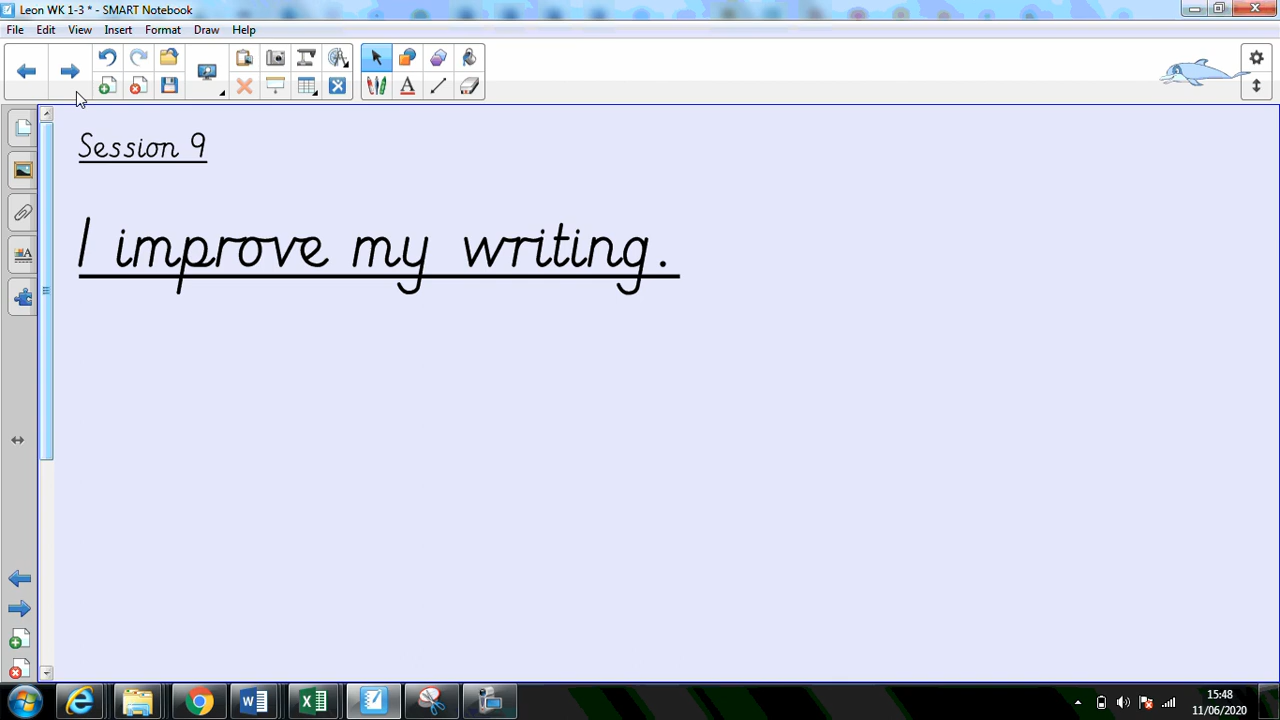 Leon WK 1-3 * - SMART Notebook
File Edit View Insert Format Draw Help
Session 9
I improve my writing.
15:48
11/06/2020